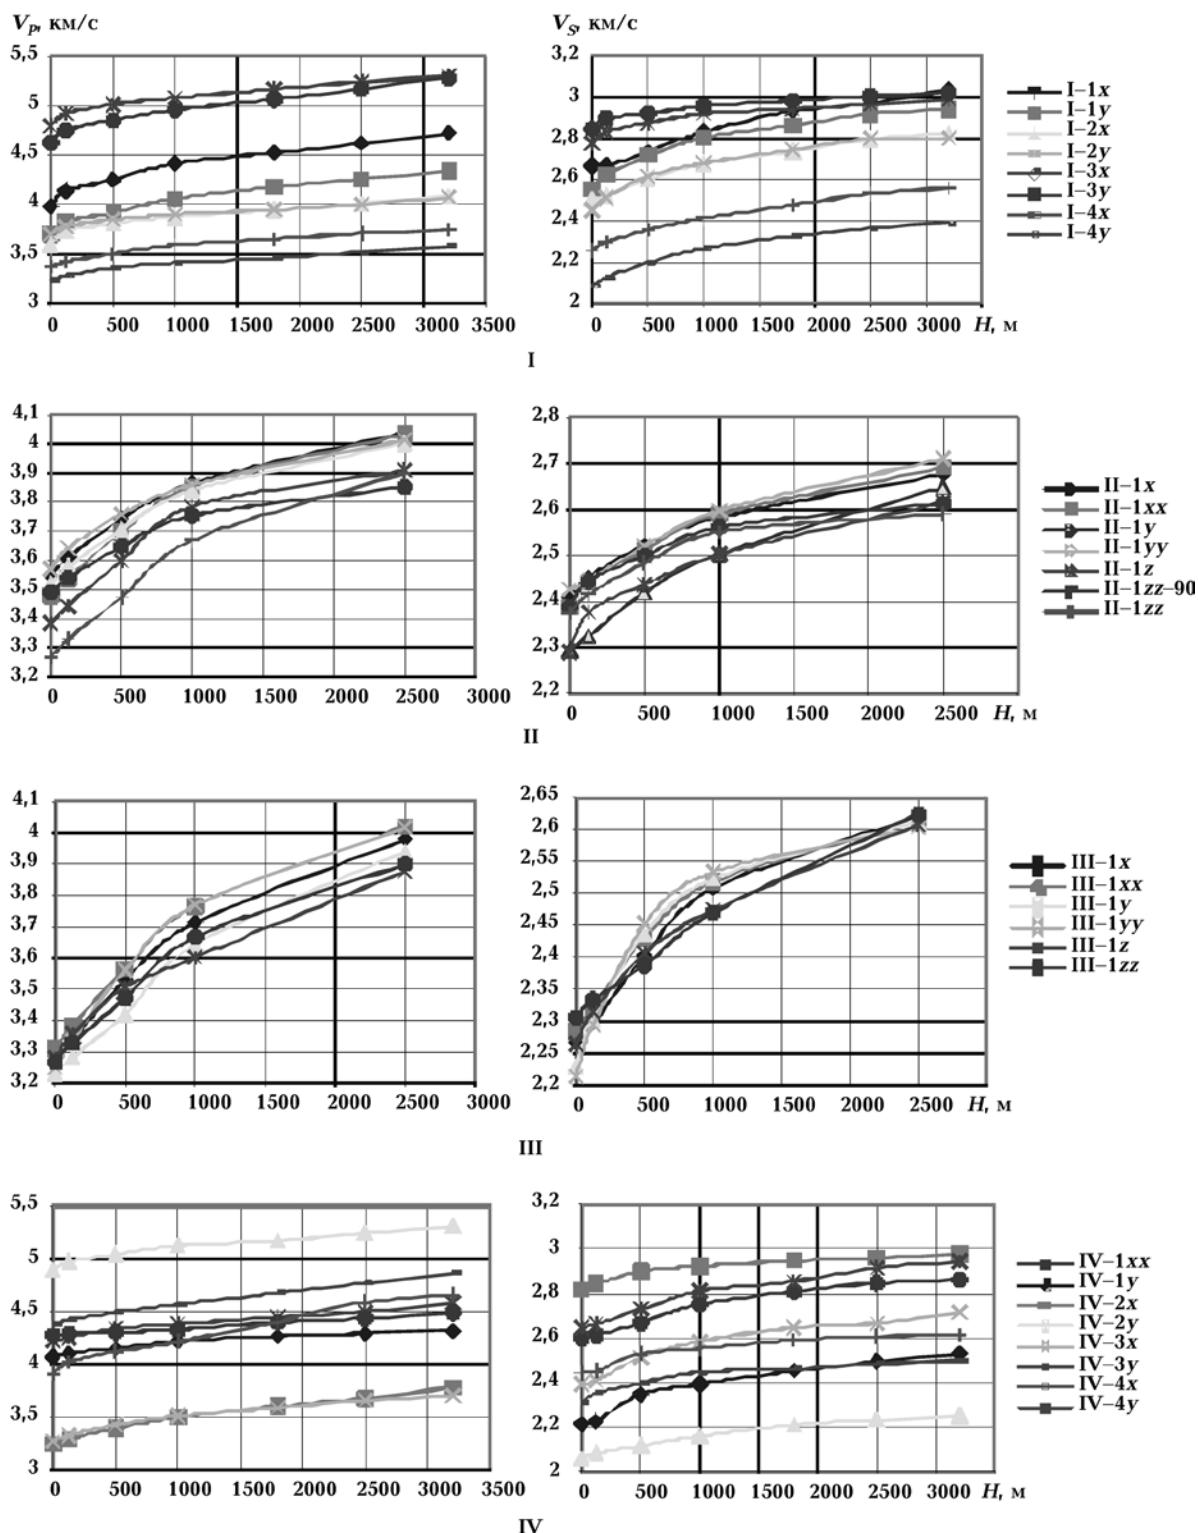 V_P, км/с
V_S, км/с
5,5
5
4,5
4
3,5
3
0 500 1000 1500 2000 2500 3000 3500
3,2
3
2,8
2,6
2,4
2,2
2
0 500 1000 1500 2000 2500 3000 H, м
I–1x
I–1y
I–2x
I–2y
I–3x
I–3y
I–4x
I–4y
I
4,1
4
3,9
3,8
3,7
3,6
3,5
3,4
3,3
3,2
0 500 1000 1500 2000 2500 3000
2,8
2,7
2,6
2,5
2,4
2,3
2,2
0 500 1000 1500 2000 2500 H, м
II–1x
II–1xx
II–1y
II–1yy
II–1z
II–1zz–90
II–1zz
II
4,1
4
3,9
3,8
3,7
3,6
3,5
3,4
3,3
3,2
0 500 1000 1500 2000 2500 3000
2,65
2,6
2,55
2,5
2,45
2,4
2,35
2,3
2,25
2,2
0 500 1000 1500 2000 2500 H, м
III–1x
III–1xx
III–1y
III–1yy
III–1z
III–1zz
III
5,5
5
4,5
4
3,5
3
0 500 1000 1500 2000 2500 3000 3500
3,2
3
2,8
2,6
2,4
2,2
2
0 500 1000 1500 2000 2500 3000 H, м
IV–1xx
IV–1y
IV–2x
IV–2y
IV–3x
IV–3y
IV–4x
IV–4y
IV